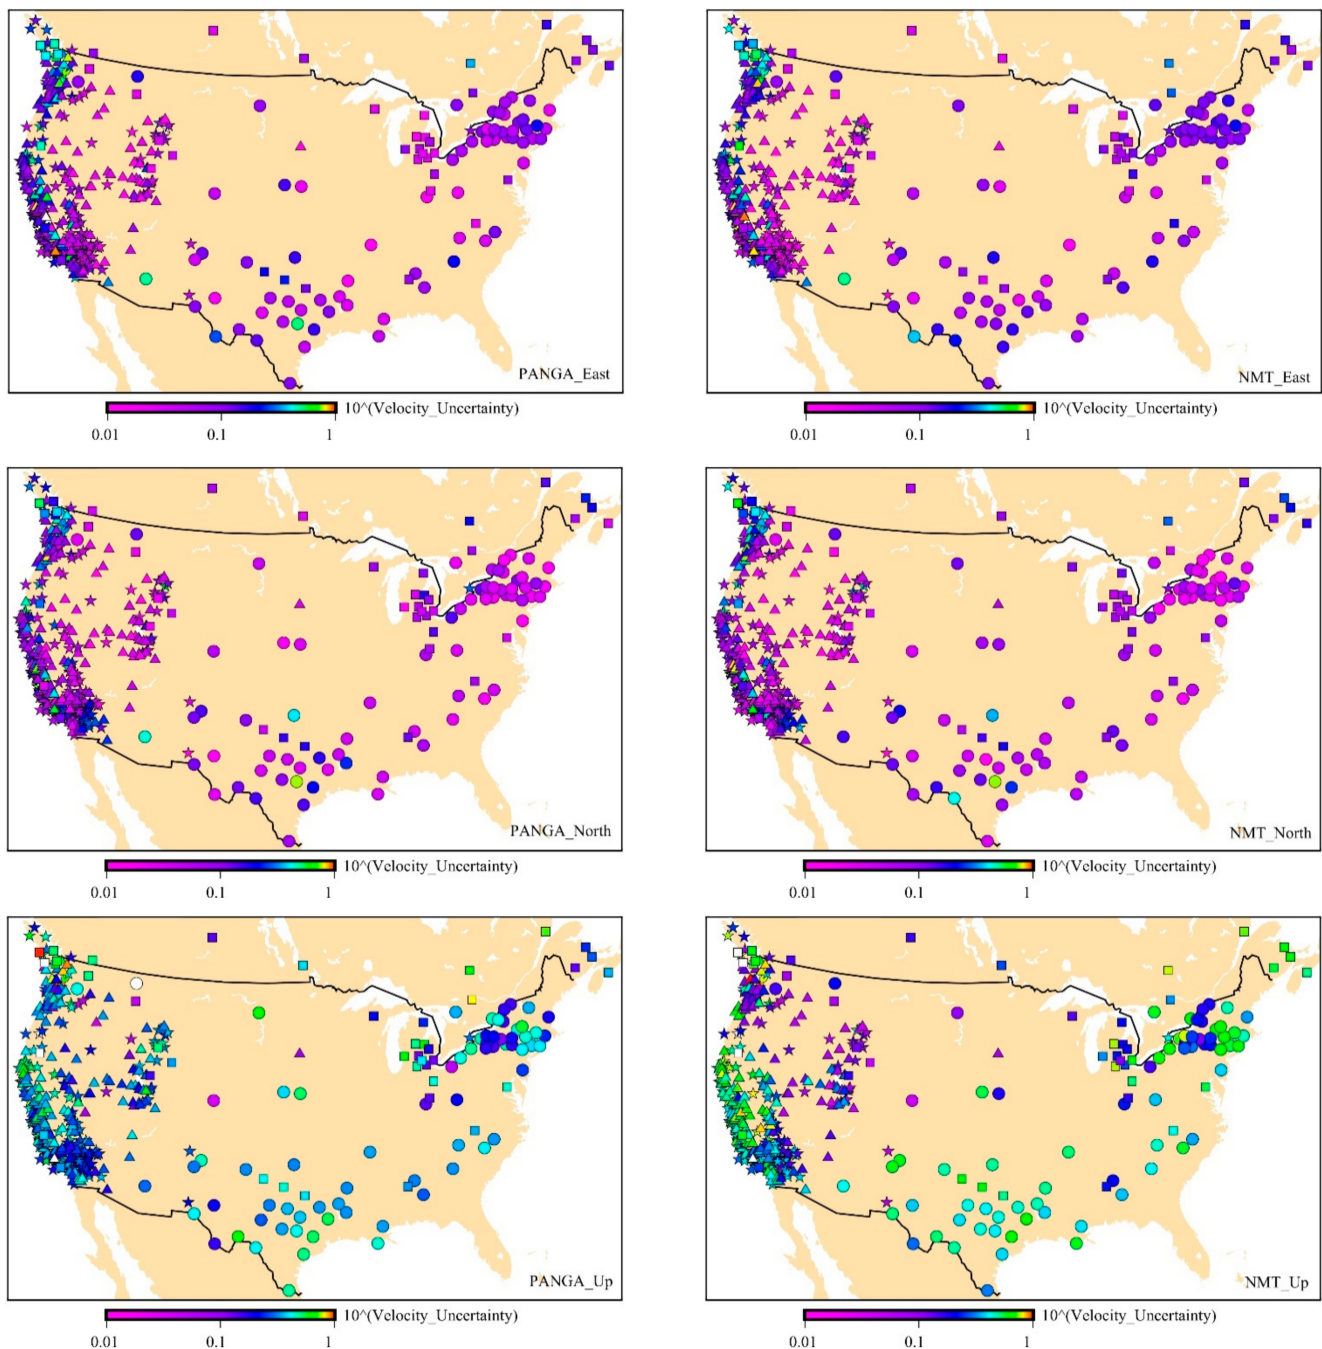 PANGA_East
NMT_East
10^(Velocity_Uncertainty)
10^(Velocity_Uncertainty)
0.01 0.1 1
0.01 0.1 1
PANGA_North
NMT_North
10^(Velocity_Uncertainty)
10^(Velocity_Uncertainty)
0.01 0.1 1
0.01 0.1 1
PANGA_Up
NMT_Up
10^(Velocity_Uncertainty)
10^(Velocity_Uncertainty)
0.01 0.1 1
0.01 0.1 1